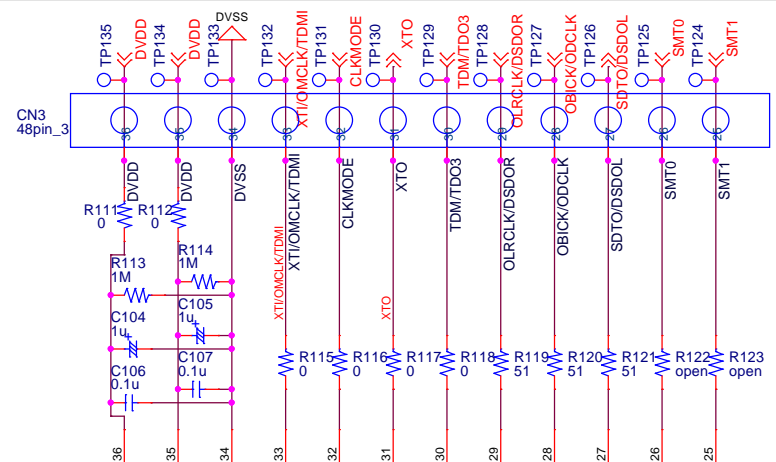 DVSS
TP135
DVDD
TP134
DVDD
TP133
TP132
XTI/OMCLK/TDMI
TP131
CLKMODE
TP130
XTO
TP129
TDM/TDO3
TP128
OLRCLK/DSDOR
TP127
OBICK/ODCLK
TP126
SDTO/DSDOL
TP125
SMT0
TP124
SMT1
CN3
48pin_3
36
35
34
33
32
31
30
29
28
27
26
25
DVDD
DVDD
DVSS
XTI/OMCLK/TDMI
CLKMODE
XTO
TDM/TDO3
OLRCLK/DSDOR
OBICK/ODCLK
SDTO/DSDOL
SMT0
SMT1
R111
0
R112
0
XTI/OMCLK/TDMI
XTO
R114
1M
R113
1M
C105
1u
+
C104
1u
+
C107
0.1u
C106
0.1u
R115
0
R116
0
R117
0
R118
0
R119
51
R120
51
R121
51
R122
open
R123
open
36
35
34
33
32
31
30
29
28
27
26
25